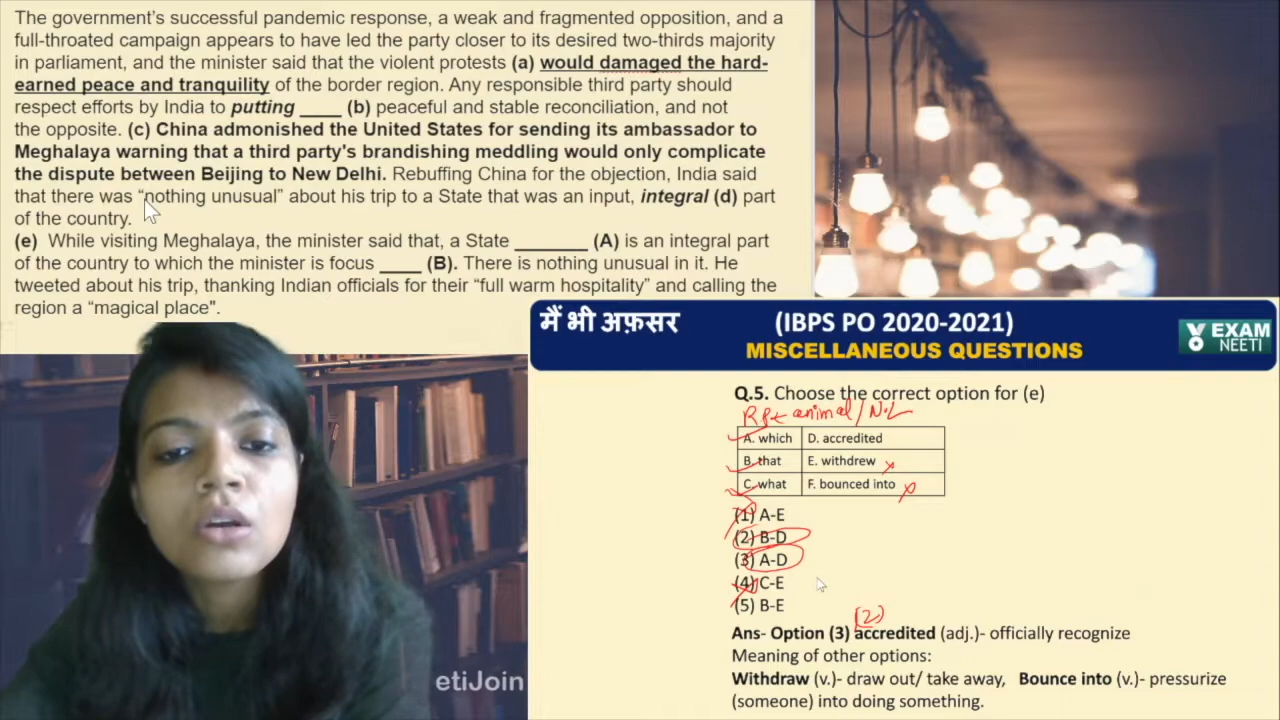 The government's successful pandemic response, a weak and fragmented opposition, and a
full-throated campaign appears to have led the party closer to its desired two-thirds majority
in parliament, and the minister said that the violent protests (a) would damaged the hard-
earned peace and tranquility of the border region. Any responsible third party should
respect efforts by India to putting ____ (b) peaceful and stable reconciliation, and not
the opposite. (c) China admonished the United States for sending its ambassador to
Meghalaya warning that a third party's brandishing meddling would only complicate
the dispute between Beijing to New Delhi. Rebuffing China for the objection, India said
that there was “nothing unusual” about his trip to a State that was an input, integral (d) part
of the country.
(e) While visiting Meghalaya, the minister said that, a State _______ (A) is an integral part
of the country to which the minister is focus ____ (B). There is nothing unusual in it. He
tweeted about his trip, thanking Indian officials for their “full warm hospitality” and calling the
region a “magical place".
मैं भी अफ़सर (IBPS PO 2020-2021)
MISCELLANEOUS QUESTIONS
EXAM
NEETI
Q.5. Choose the correct option for (e)
animal/
A. which D. accredited
B. that E. withdrew
C. what F. bounced into
(1) A-E
(2) B-D
(3) A-D
(4) C-E
(5) B-E
(2)
Ans- Option (3) accredited (adj.)- officially recognize
Meaning of other options:
Withdraw (v.)- draw out/ take away, Bounce into (v.)- pressurize
(someone) into doing something.
etiJoin